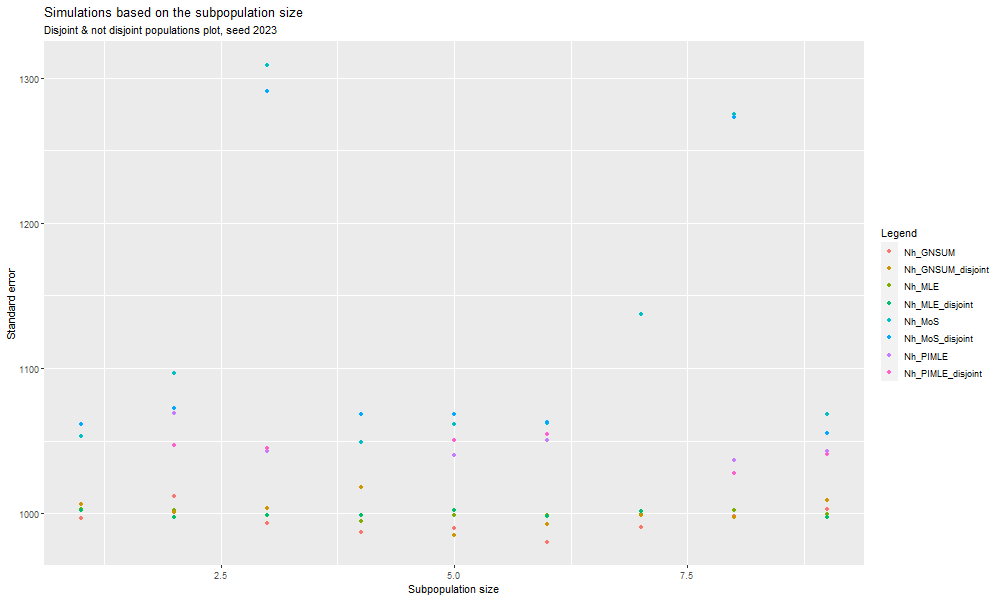 Simulations based on the subpopulation size
Disjoint & not disjoint populations plot, seed 2023
1300
1200
1100
1000
Standard error
2.5
5.0
7.5
Subpopulation size
Legend
Nh_GNSUM
Nh_GNSUM_disjoint
Nh_MLE
Nh_MLE_disjoint
Nh_MoS
Nh_MoS_disjoint
Nh_PIMLE
Nh_PIMLE_disjoint